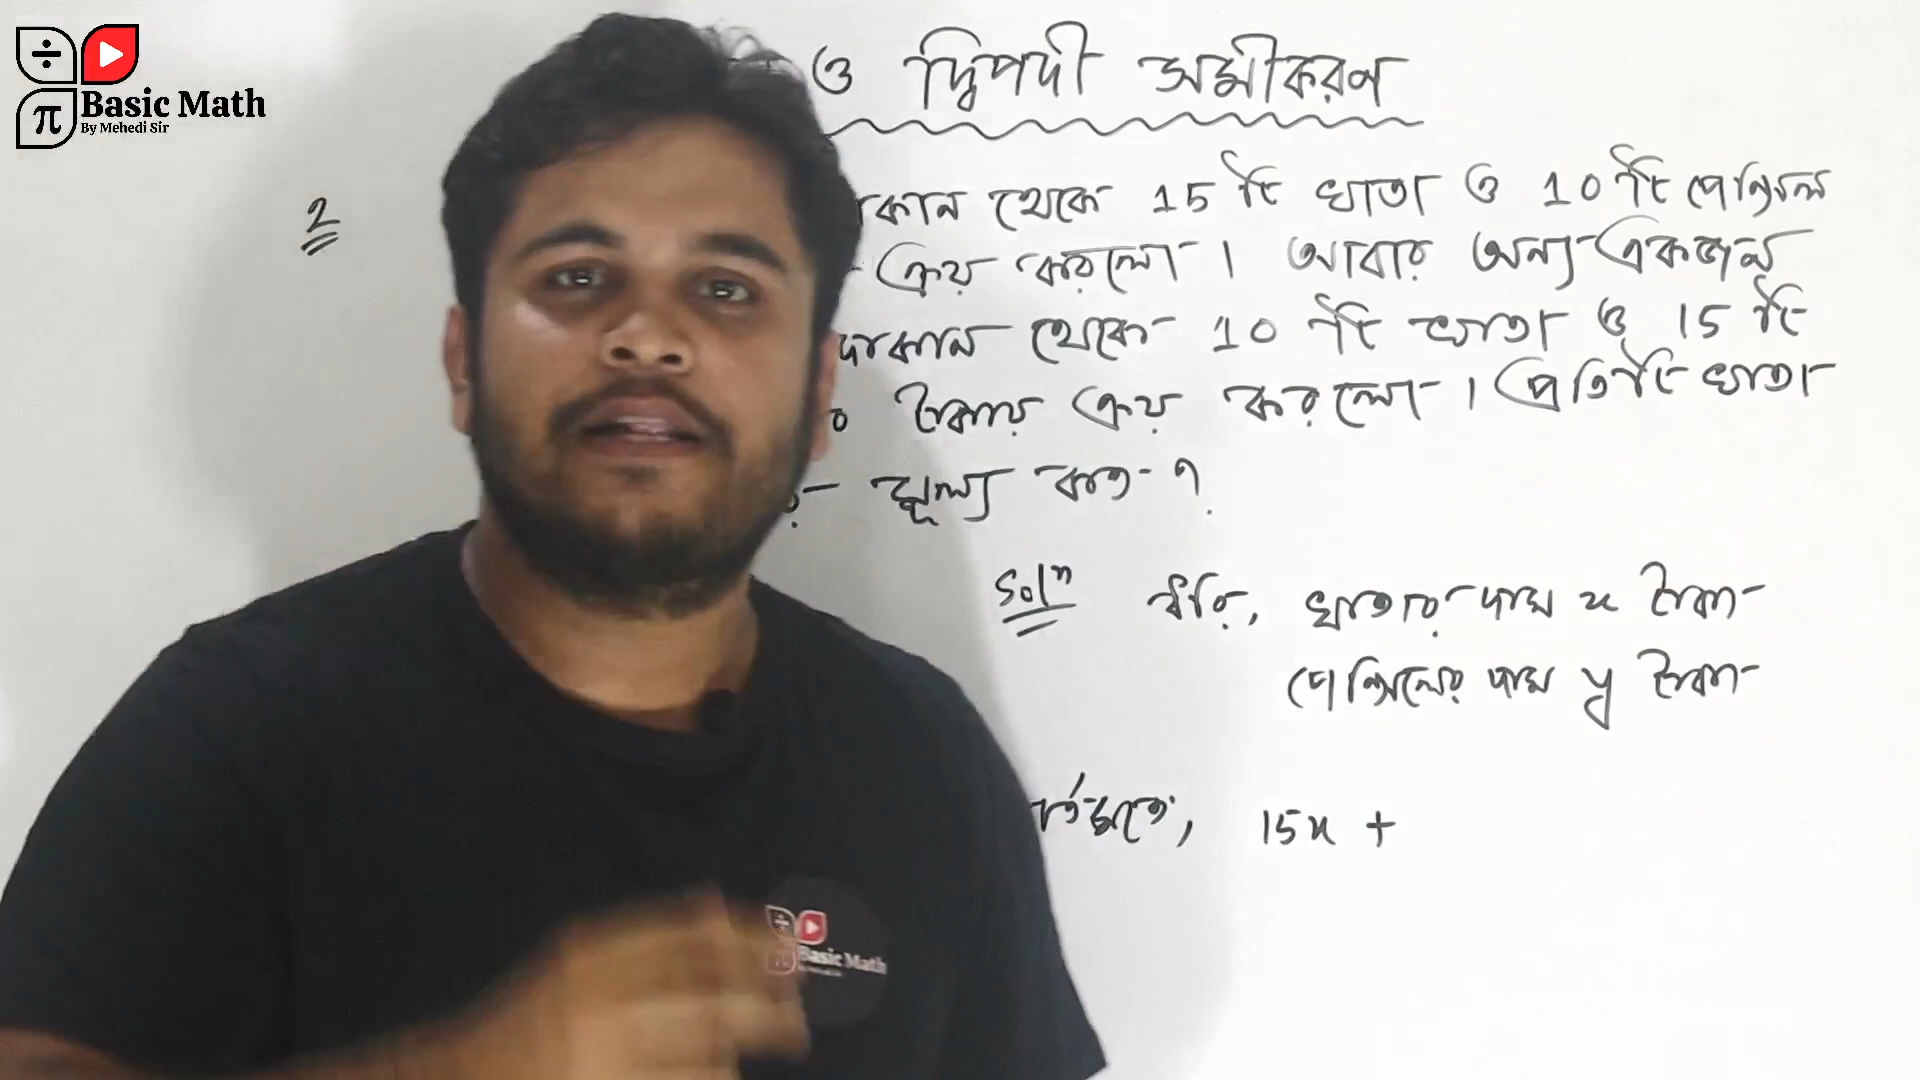 Basic Math
By Mehedi Sir
ও দ্বিপদী সমীকরণ
2
থেকে 15 টি খাতা ও 10 টি পেন্সিল
ক্রয় করলো। আবার অন্য একজন
থেকে 10 টি খাতা ও 15 টি
টাকায় ক্রয় করলো। প্রতিটি খাতা
মূল্য কত?
Solⁿ ধরি, খাতার দাম x টাকা
পেন্সিলের দাম y টাকা
15x +
Basic Math